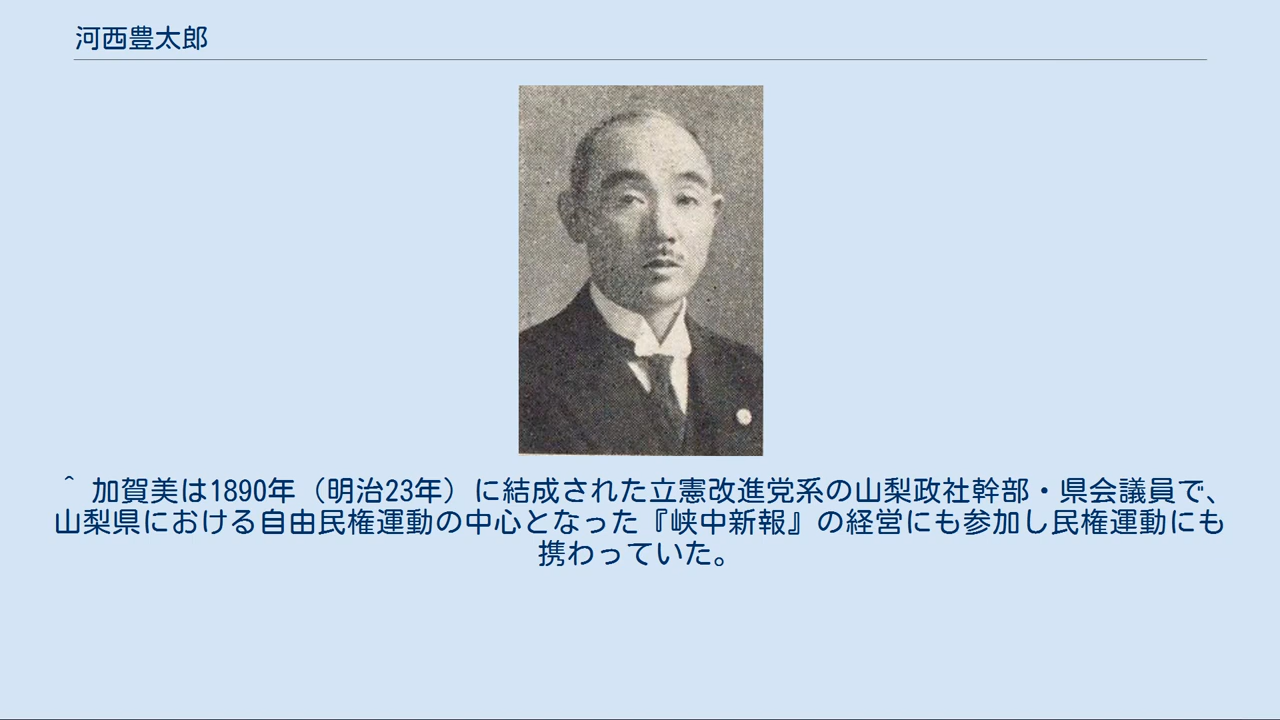 河西豊太郎
^ 加賀美は1890年（明治23年）に結成された立憲改進党系の山梨政社幹部・県会議員で、
山梨県における自由民権運動の中心となった『峡中新報』の経営にも参加し民権運動にも
携わっていた。